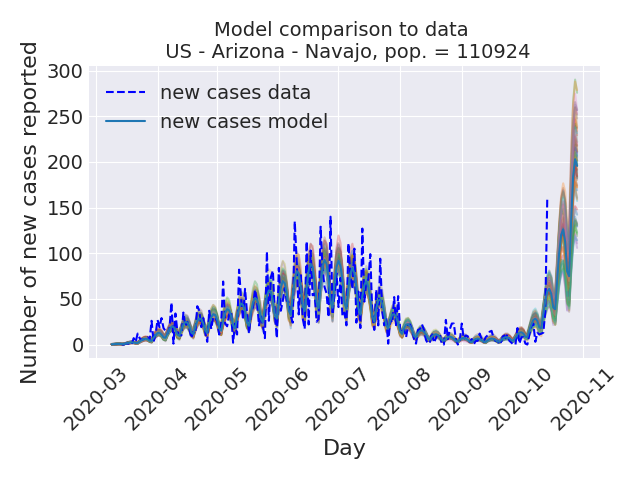 Model comparison to data
US - Arizona - Navajo, pop. = 110924
Number of new cases reported
300
250
200
150
100
50
0
new cases data
new cases model
2020-03
2020-04
2020-05
2020-06
2020-07
2020-08
2020-09
2020-10
2020-11
Day